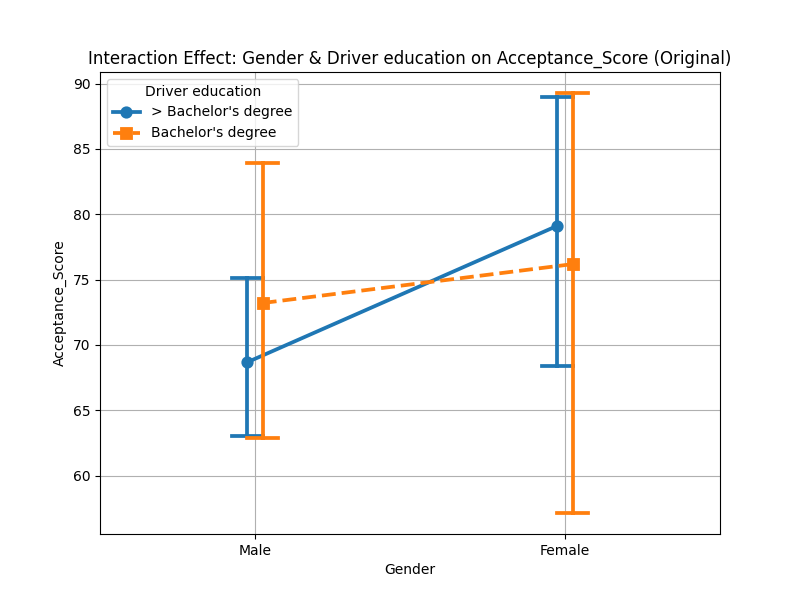 Interaction Effect: Gender & Driver education on Acceptance_Score (Original)
Driver education
> Bachelor's degree
Bachelor's degree
90
85
80
75
70
65
60
Acceptance_Score
Male
Female
Gender